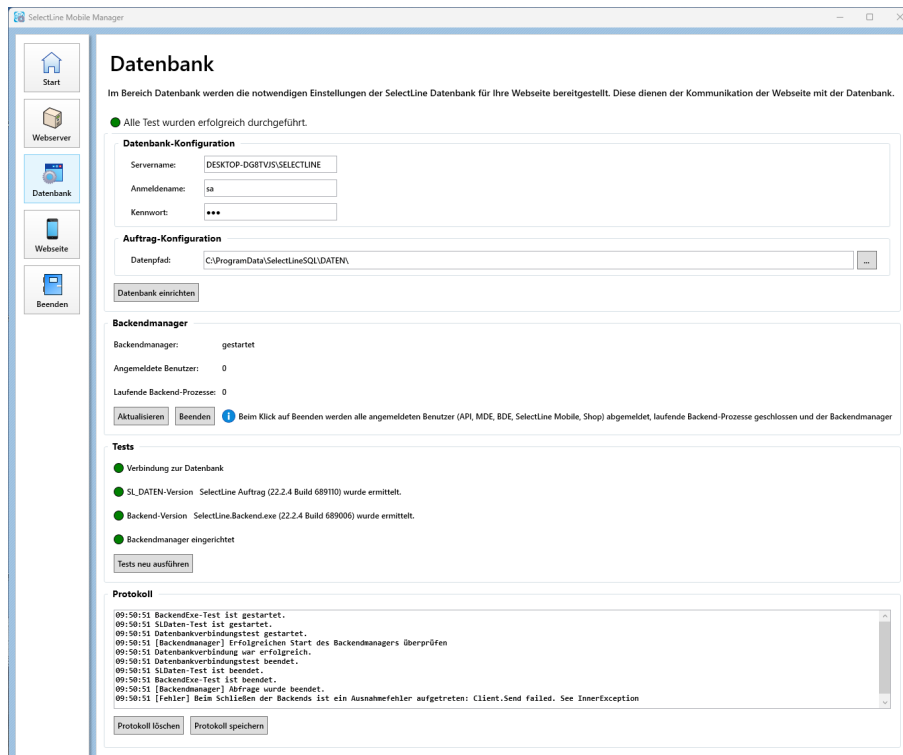 SelectLine Mobile Manager
Start
Webserver
Datenbank
Webseite
Beenden
Datenbank
Im Bereich Datenbank werden die notwendigen Einstellungen der SelectLine Datenbank für Ihre Webseite bereitgestellt. Diese dienen der Kommunikation der Webseite mit der Datenbank.
Alle Test wurden erfolgreich durchgeführt.
Datenbank-Konfiguration
Servername: DESKTOP-DG8TVJS\SELECTLINE
Anmeldename: sa
Kennwort: •••
Auftrag-Konfiguration
Datenpfad: C:\ProgramData\SelectLineSQL\DATEN\ ...
Datenbank einrichten
Backendmanager
Backendmanager: gestartet
Angemeldete Benutzer: 0
Laufende Backend-Prozesse: 0
Aktualisieren Beenden Beim Klick auf Beenden werden alle angemeldeten Benutzer (API, MDE, BDE, SelectLine Mobile, Shop) abgemeldet, laufende Backend-Prozesse geschlossen und der Backendmanager
Tests
Verbindung zur Datenbank
SL_DATEN-Version SelectLine Auftrag (22.2.4 Build 689110) wurde ermittelt.
Backend-Version SelectLine.Backend.exe (22.2.4 Build 689006) wurde ermittelt.
Backendmanager eingerichtet
Tests neu ausführen
Protokoll
09:50:51 BackendExe-Test ist gestartet.
09:50:51 SLDaten-Test ist gestartet.
09:50:51 Datenbankverbindungstest gestartet.
09:50:51 [Backendmanager] Erfolgreichen Start des Backendmanagers überprüfen
09:50:51 Datenbankverbindung war erfolgreich.
09:50:51 Datenbankverbindungstest beendet.
09:50:51 SLDaten-Test ist beendet.
09:50:51 BackendExe-Test ist beendet.
09:50:51 [Backendmanager] Abfrage wurde beendet.
09:50:51 [Fehler] Beim Schließen der Backends ist ein Ausnahmefehler aufgetreten: Client.Send failed. See InnerException
Protokoll löschen Protokoll speichern